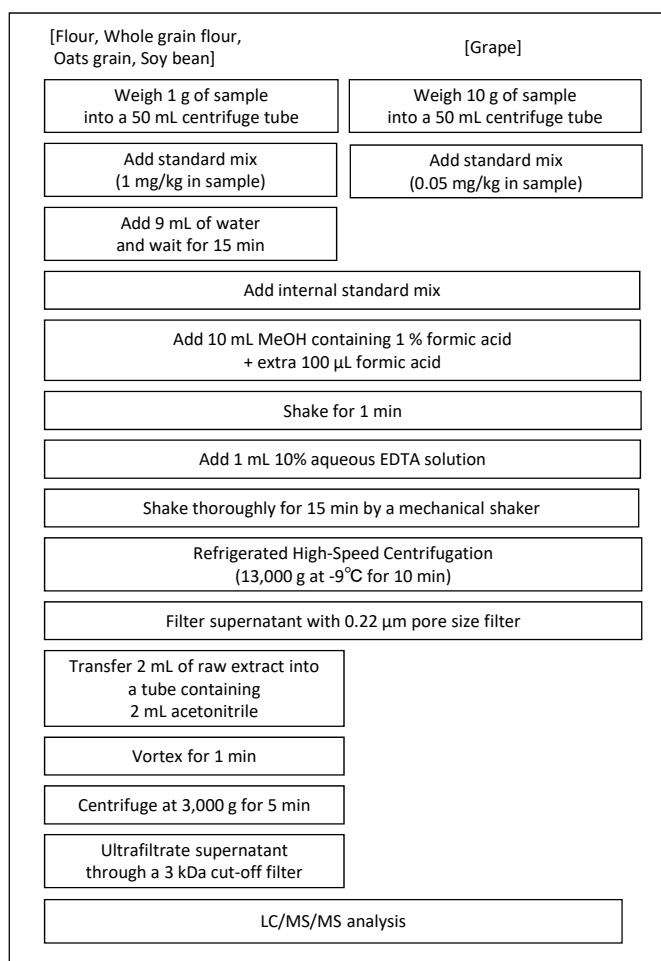 [Flour, Whole grain flour,
Oats grain, Soy bean]
[Grape]
Weigh 1 g of sample
into a 50 mL centrifuge tube
Weigh 10 g of sample
into a 50 mL centrifuge tube
Add standard mix
(1 mg/kg in sample)
Add standard mix
(0.05 mg/kg in sample)
Add 9 mL of water
and wait for 15 min
Add internal standard mix
Add 10 mL MeOH containing 1 % formic acid
+ extra 100 µL formic acid
Shake for 1 min
Add 1 mL 10% aqueous EDTA solution
Shake thoroughly for 15 min by a mechanical shaker
Refrigerated High-Speed Centrifugation
(13,000 g at -9℃ for 10 min)
Filter supernatant with 0.22 µm pore size filter
Transfer 2 mL of raw extract into
a tube containing
2 mL acetonitrile
Vortex for 1 min
Centrifuge at 3,000 g for 5 min
Ultrafiltrate supernatant
through a 3 kDa cut-off filter
LC/MS/MS analysis